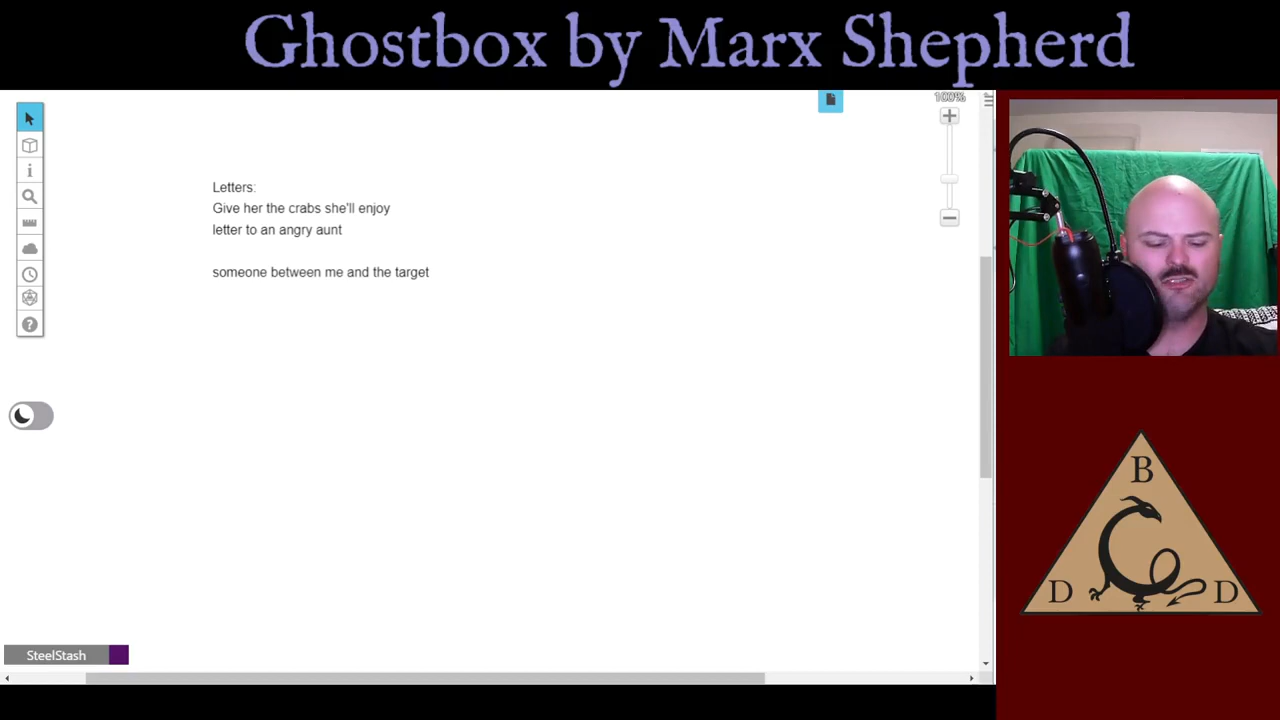 Ghostbox by Marx Shepherd
100%
Letters:
Give her the crabs she'll enjoy
letter to an angry aunt
someone between me and the target
SteelStash
B
D D